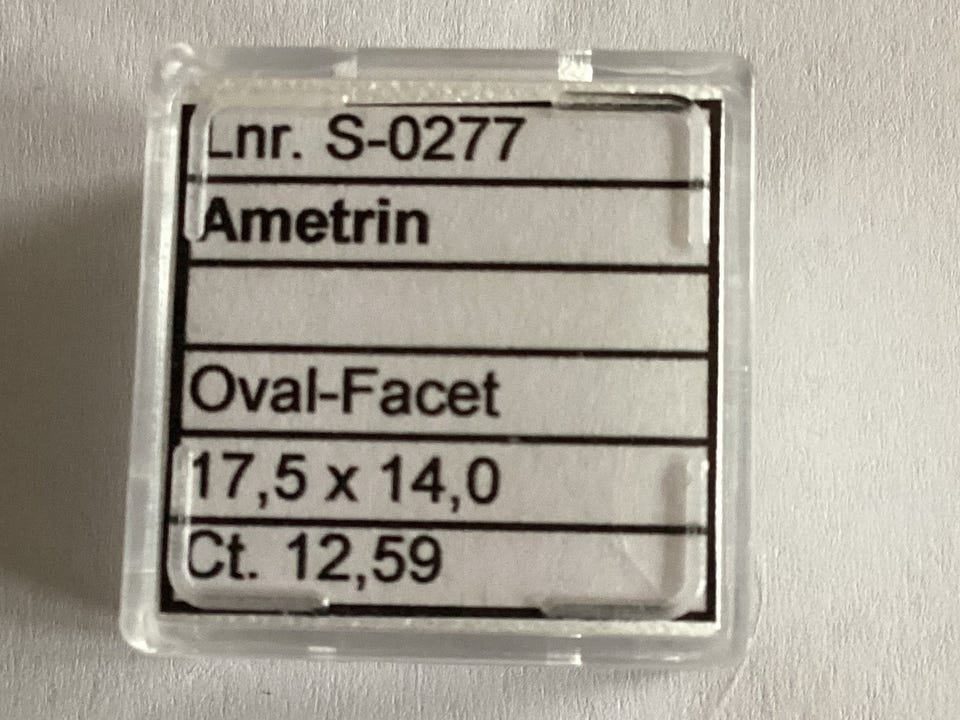 Lnr. S-0277
Ametrin
Oval-Facet
17,5 x 14,0
Ct. 12,59